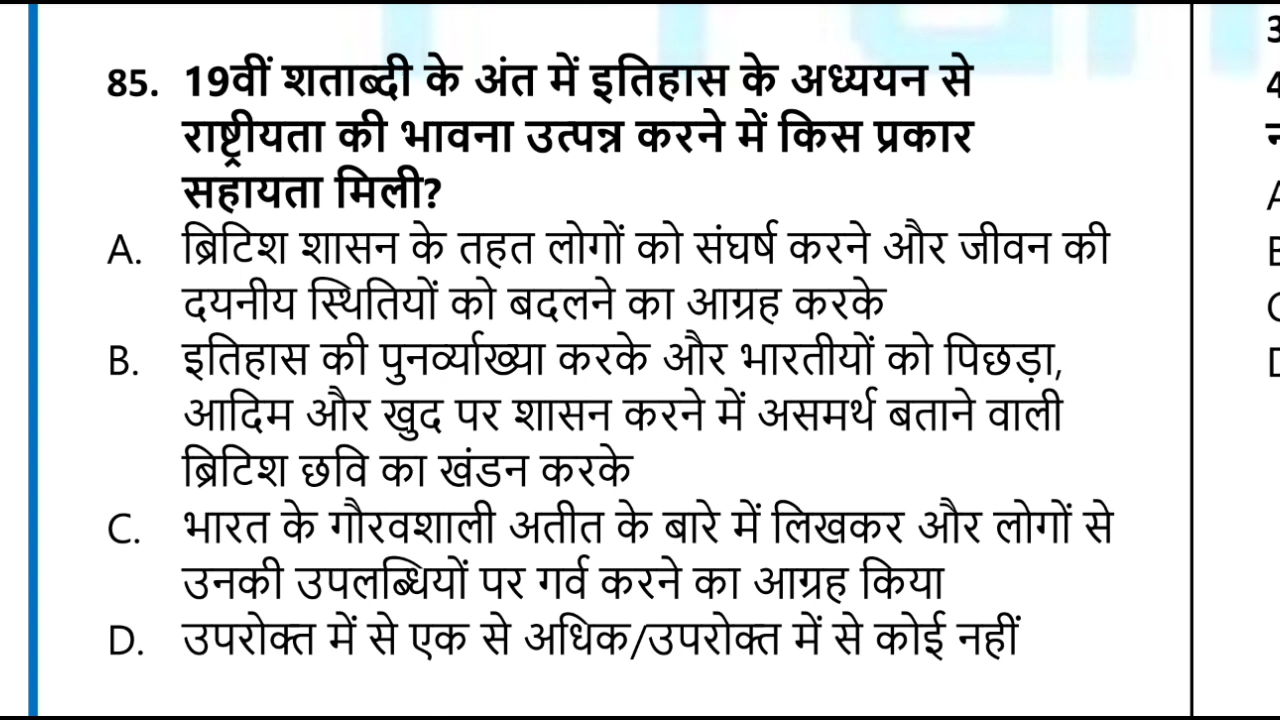 85. 19वीं शताब्दी के अंत में इतिहास के अध्ययन से
राष्ट्रीयता की भावना उत्पन्न करने में किस प्रकार
सहायता मिली?
A. ब्रिटिश शासन के तहत लोगों को संघर्ष करने और जीवन की
दयनीय स्थितियों को बदलने का आग्रह करके
B. इतिहास की पुनर्व्याख्या करके और भारतीयों को पिछड़ा,
आदिम और खुद पर शासन करने में असमर्थ बताने वाली
ब्रिटिश छवि का खंडन करके
C. भारत के गौरवशाली अतीत के बारे में लिखकर और लोगों से
उनकी उपलब्धियों पर गर्व करने का आग्रह किया
D. उपरोक्त में से एक से अधिक/उपरोक्त में से कोई नहीं